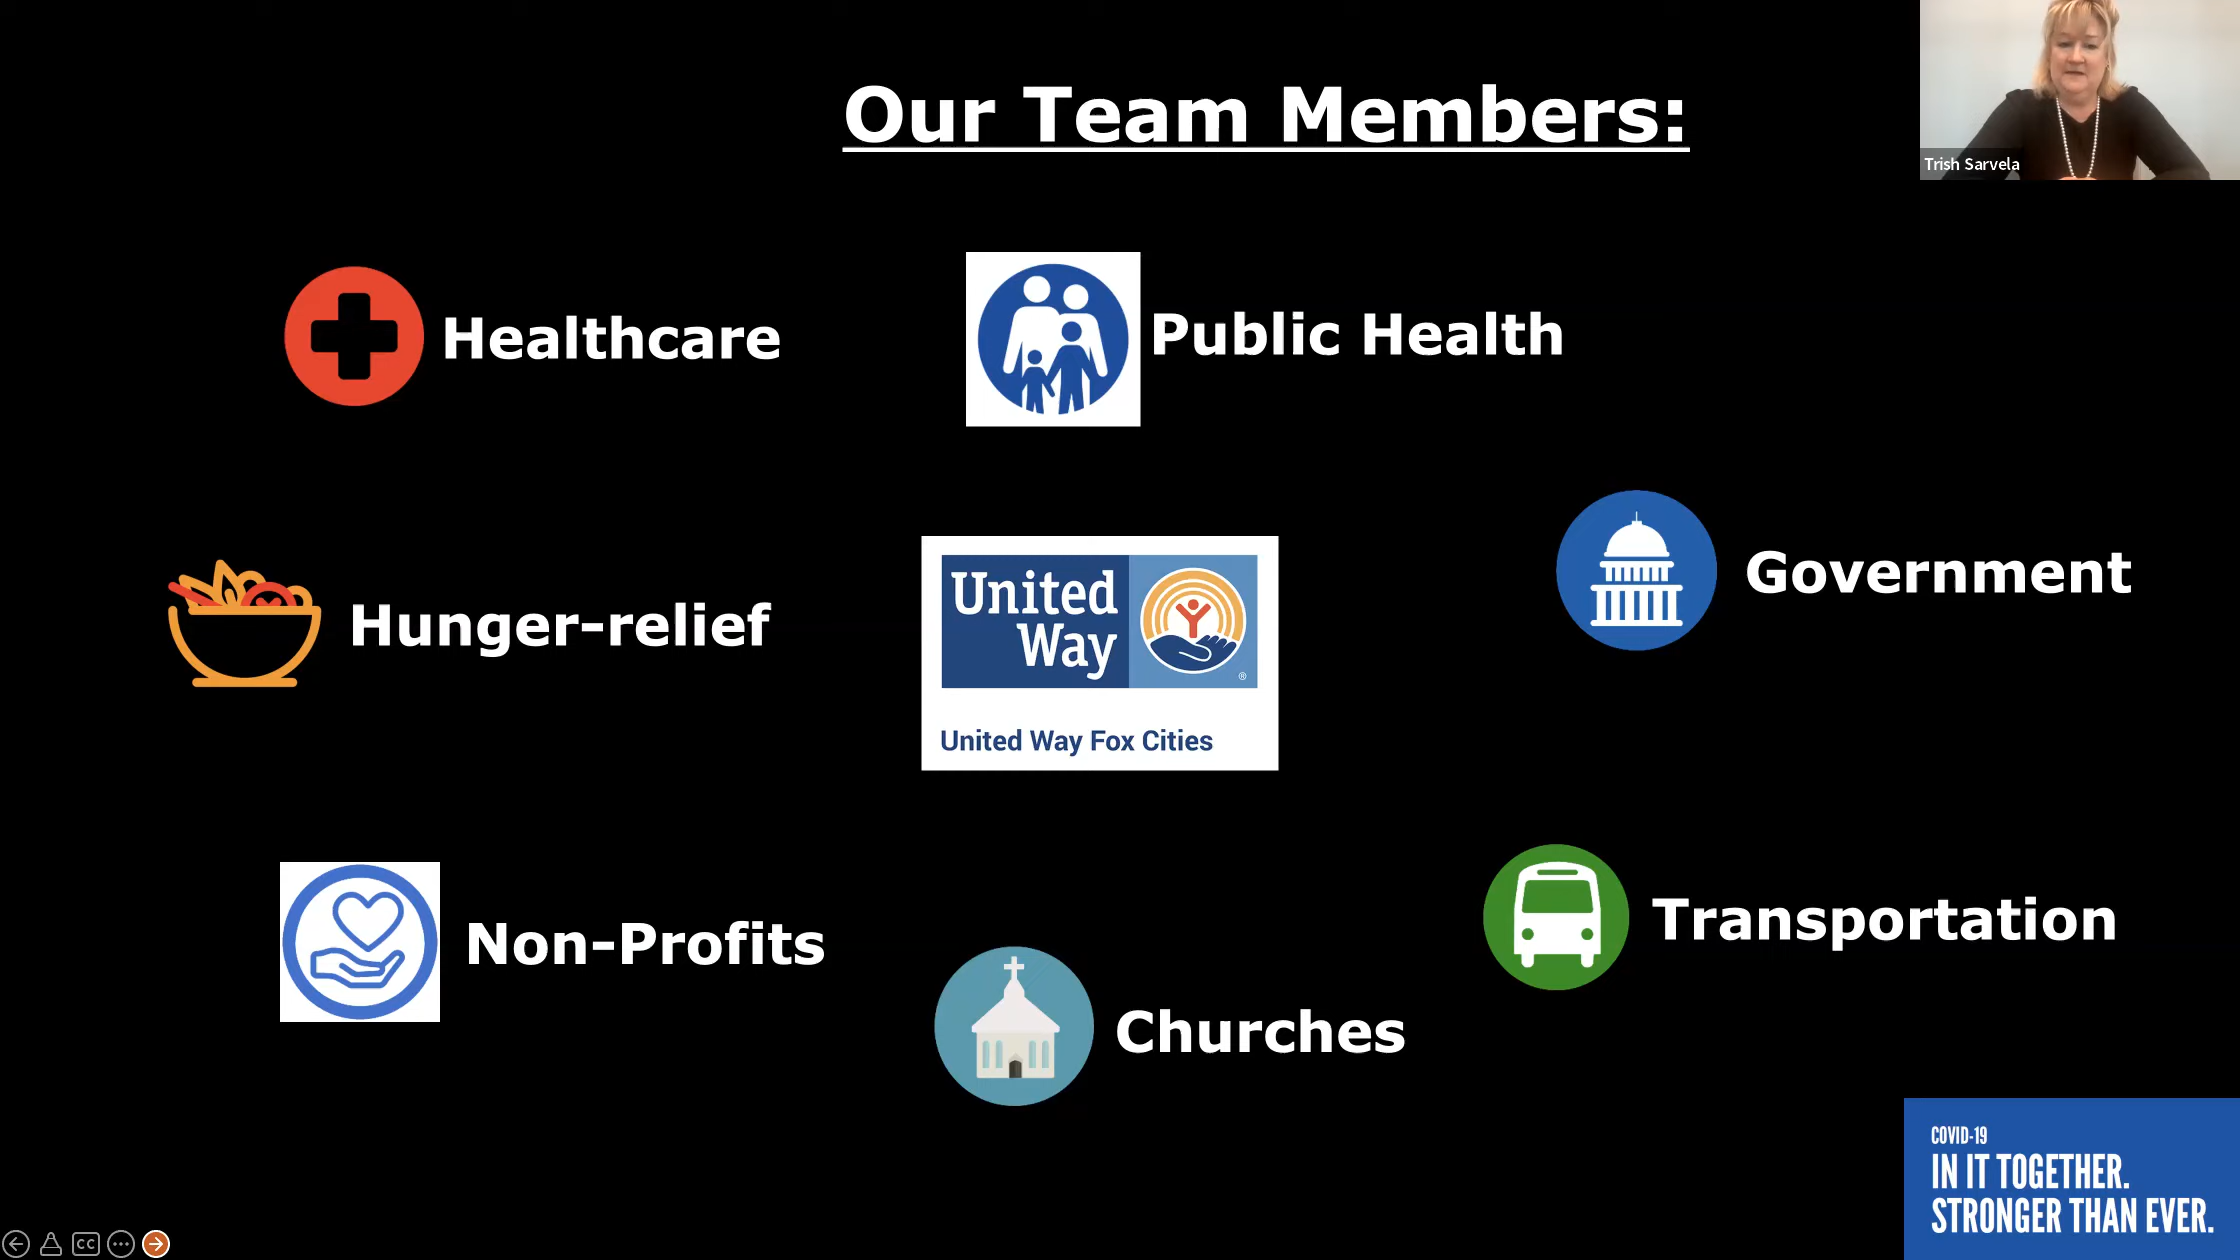 Our Team Members:
Trish Sarvela
Healthcare
Public Health
Government
Hunger-relief
United
Way
®
United Way Fox Cities
Non-Profits
Transportation
Churches
COVID-19
IN IT TOGETHER.
STRONGER THAN EVER.
CC